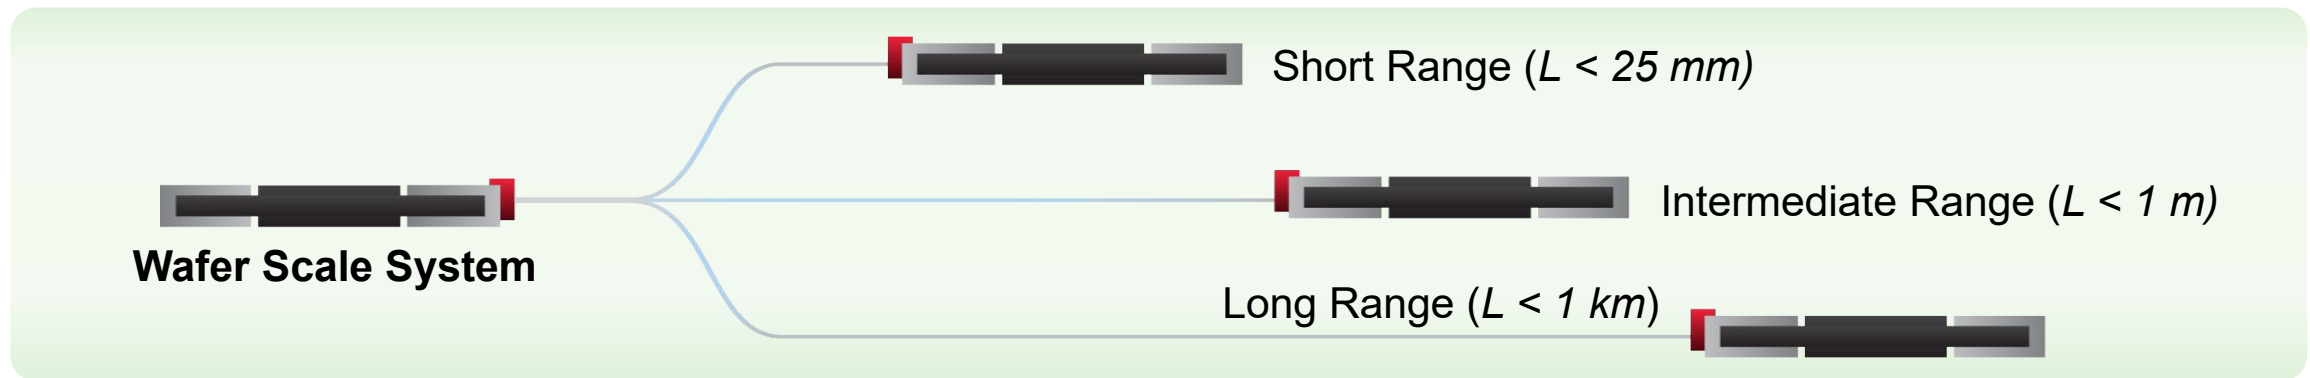 Short Range (L < 25 mm)
Wafer Scale System
Intermediate Range (L < 1 m)
Long Range (L < 1 km)